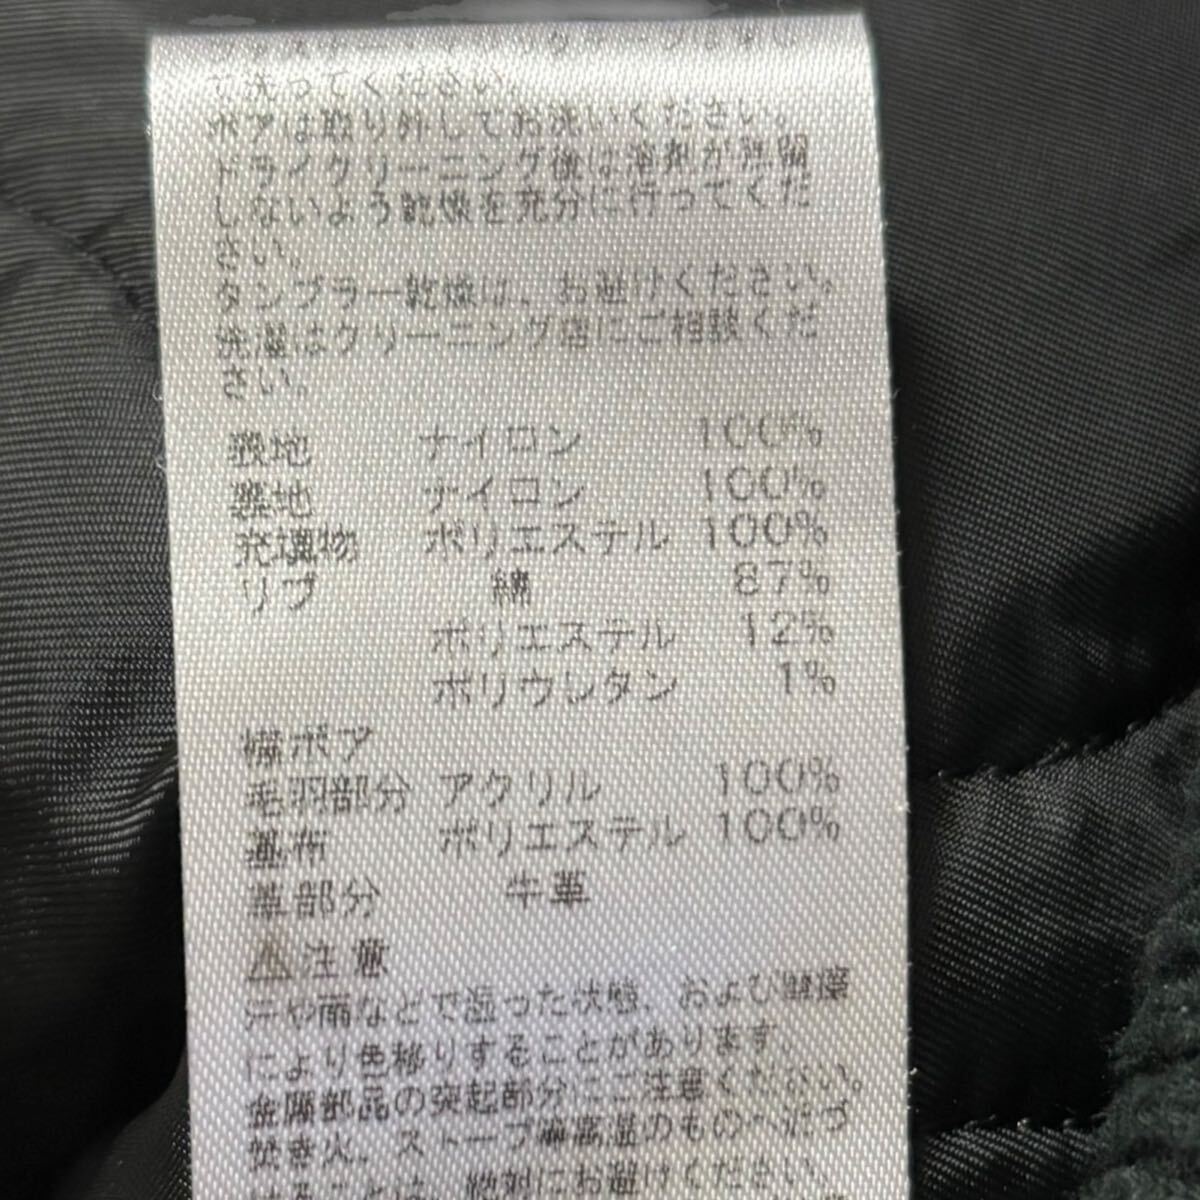 て洗ってください。
ボアは取り外してお洗いください。
ドライクリーニング後は溶剤が残留
しないよう乾燥を充分に行ってくだ
さい。
タンブラー乾燥は、お避けください。
洗濯はクリーニング店にご相談くだ
さい。
表地 ナイロン 100%
裏地 ナイロン 100%
充填物 ポリエステル 100%
リブ 綿 87%
ポリエステル 12%
ポリウレタン 1%
襟ボア
毛羽部分 アクリル 100%
基布 ポリエステル 100%
革部分 牛革
⚠注意
汗や雨などで湿った状態、および摩擦
により色移りすることがあります。
金属部品の突起部分にご注意ください。
焚き火、ストーブ等高温のものへ近づ
けることは、絶対にお避けください。